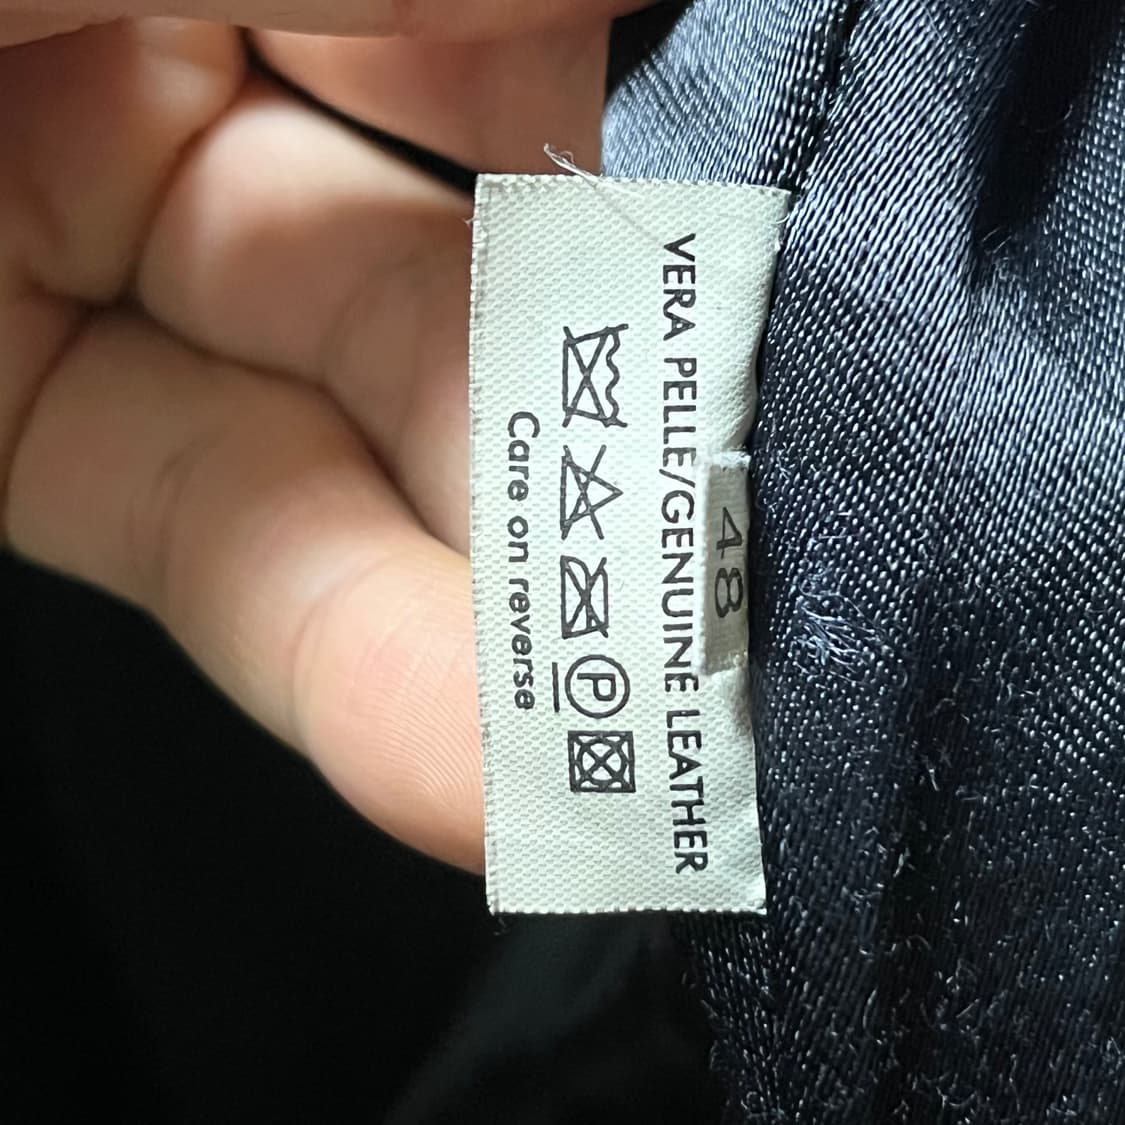 48
VERA PELLE/GENUINE LEATHER
P
Care on reverse